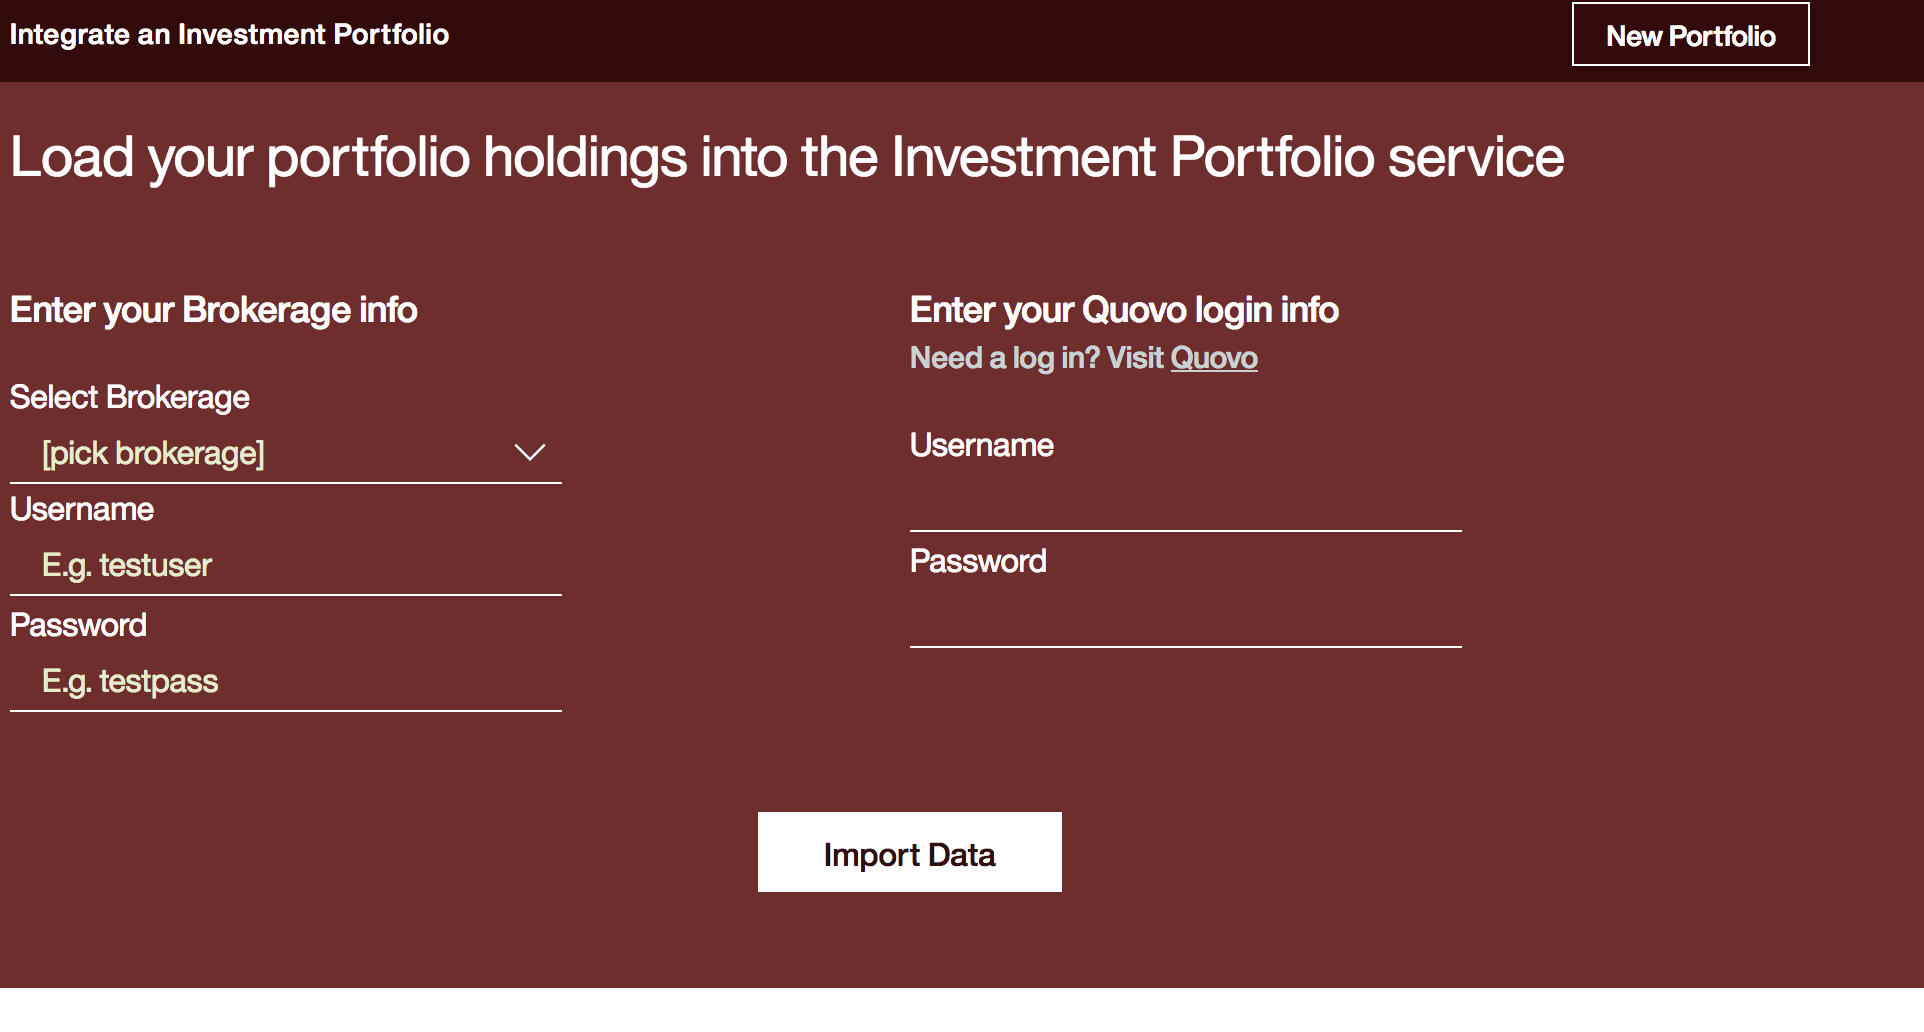 Integrate an Investment Portfolio
New Portfolio
Load your portfolio holdings into the Investment Portfolio service
Enter your Brokerage info
Select Brokerage
[pick brokerage]
Username
E.g. testuser
Password
E.g. testpass
Enter your Quovo login info
Need a log in? Visit Quovo
Username
Password
Import Data